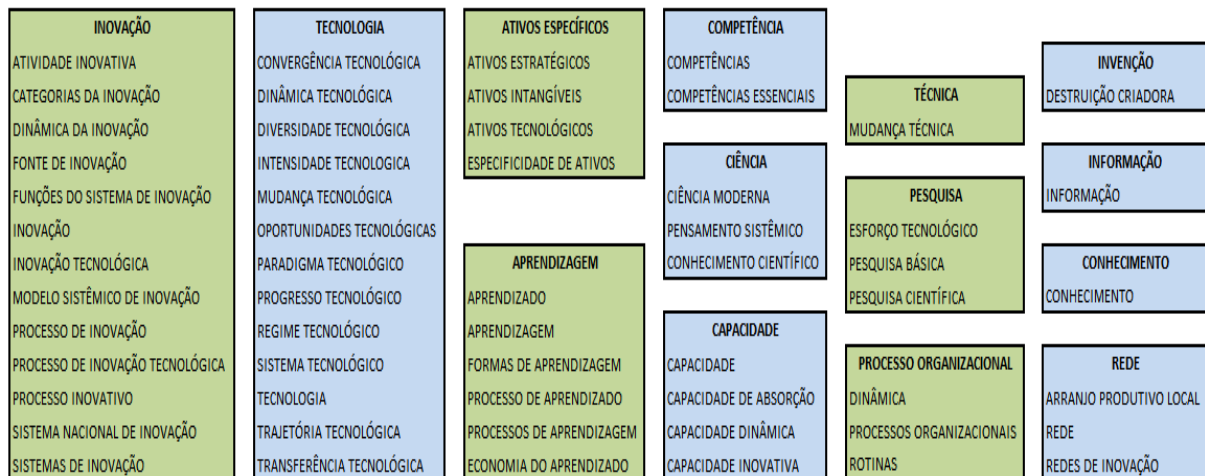 INOVAÇÃO
ATIVIDADE INOVATIVA
CATEGORIAS DA INOVAÇÃO
DINÂMICA DA INOVAÇÃO
FONTE DE INOVAÇÃO
FUNÇÕES DO SISTEMA DE INOVAÇÃO
INOVAÇÃO
INOVAÇÃO TECNOLÓGICA
MODELO SISTÊMICO DE INOVAÇÃO
PROCESSO DE INOVAÇÃO
PROCESSO DE INOVAÇÃO TECNOLÓGICA
PROCESSO INOVATIVO
SISTEMA NACIONAL DE INOVAÇÃO
SISTEMAS DE INOVAÇÃO
TECNOLOGIA
CONVERGÊNCIA TECNOLÓGICA
DINÂMICA TECNOLÓGICA
DIVERSIDADE TECNOLÓGICA
INTENSIDADE TECNOLOGICA
MUDANÇA TECNOLÓGICA
OPORTUNIDADES TECNOLÓGICAS
PARADIGMA TECNOLÓGICO
PROGRESSO TECNOLÓGICO
REGIME TECNOLÓGICO
SISTEMA TECNOLÓGICO
TECNOLOGIA
TRAJETÓRIA TECNOLÓGICA
TRANSFERÊNCIA TECNOLÓGICA
ATIVOS ESPECÍFICOS
ATIVOS ESTRATÉGICOS
ATIVOS INTANGÍVEIS
ATIVOS TECNOLÓGICOS
ESPECIFICIDADE DE ATIVOS
APRENDIZAGEM
APRENDIZADO
APRENDIZAGEM
FORMAS DE APRENDIZAGEM
PROCESSO DE APRENDIZADO
PROCESSOS DE APRENDIZAGEM
ECONOMIA DO APRENDIZADO
COMPETÊNCIA
COMPETÊNCIAS
COMPETÊNCIAS ESSENCIAIS
CIÊNCIA
CIÊNCIA MODERNA
PENSAMENTO SISTÊMICO
CONHECIMENTO CIENTÍFICO
CAPACIDADE
CAPACIDADE
CAPACIDADE DE ABSORÇÃO
CAPACIDADE DINÂMICA
CAPACIDADE INOVATIVA
TÉCNICA
MUDANÇA TÉCNICA
PESQUISA
ESFORÇO TECNOLÓGICO
PESQUISA BÁSICA
PESQUISA CIENTÍFICA
PROCESSO ORGANIZACIONAL
DINÂMICA
PROCESSOS ORGANIZACIONAIS
ROTINAS
INVENÇÃO
DESTRUIÇÃO CRIADORA
INFORMAÇÃO
INFORMAÇÃO
CONHECIMENTO
CONHECIMENTO
REDE
ARRANJO PRODUTIVO LOCAL
REDE
REDES DE INOVAÇÃO